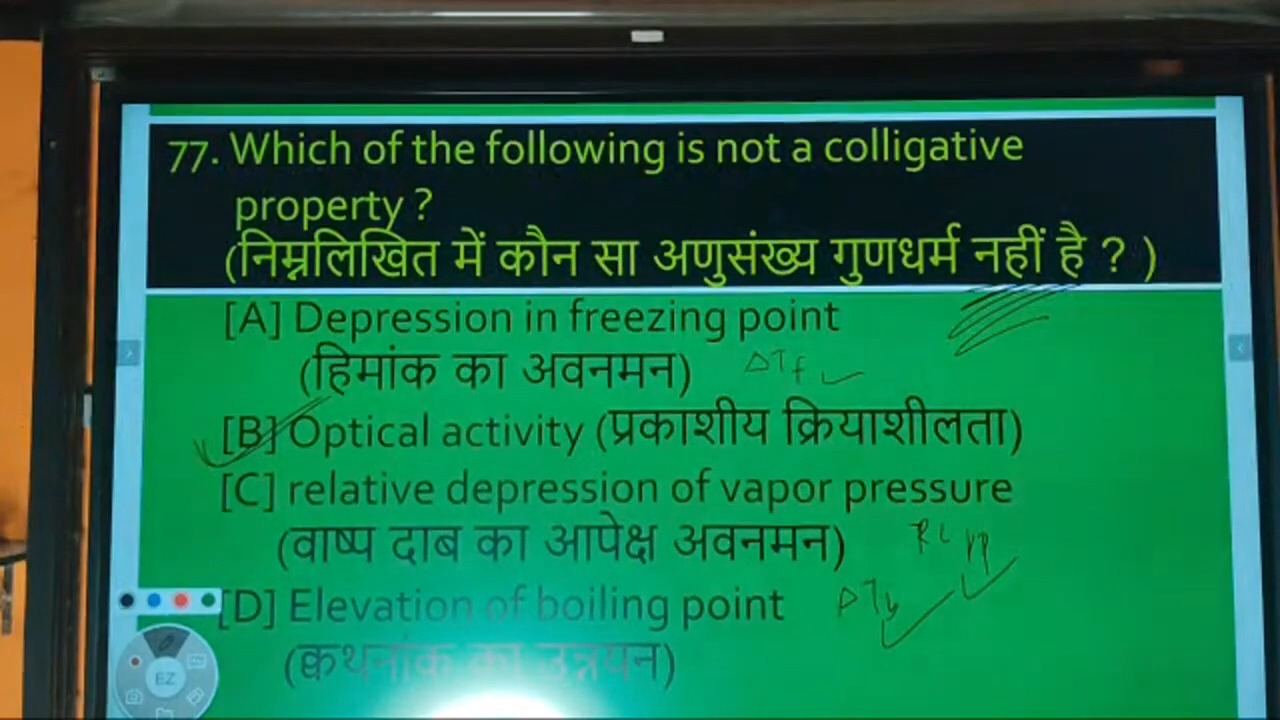 77. Which of the following is not a colligative
property ?
(निम्नलिखित में कौन सा अणुसंख्य गुणधर्म नहीं है ? )
[A] Depression in freezing point
(हिमांक का अवनमन) ΔTf
[B] Optical activity (प्रकाशीय क्रियाशीलता)
[C] relative depression of vapor pressure
(वाष्प दाब का आपेक्ष अवनमन) RLVP
[D] Elevation of boiling point ΔTb
(क्वथनांक का उन्नयन)
EZ